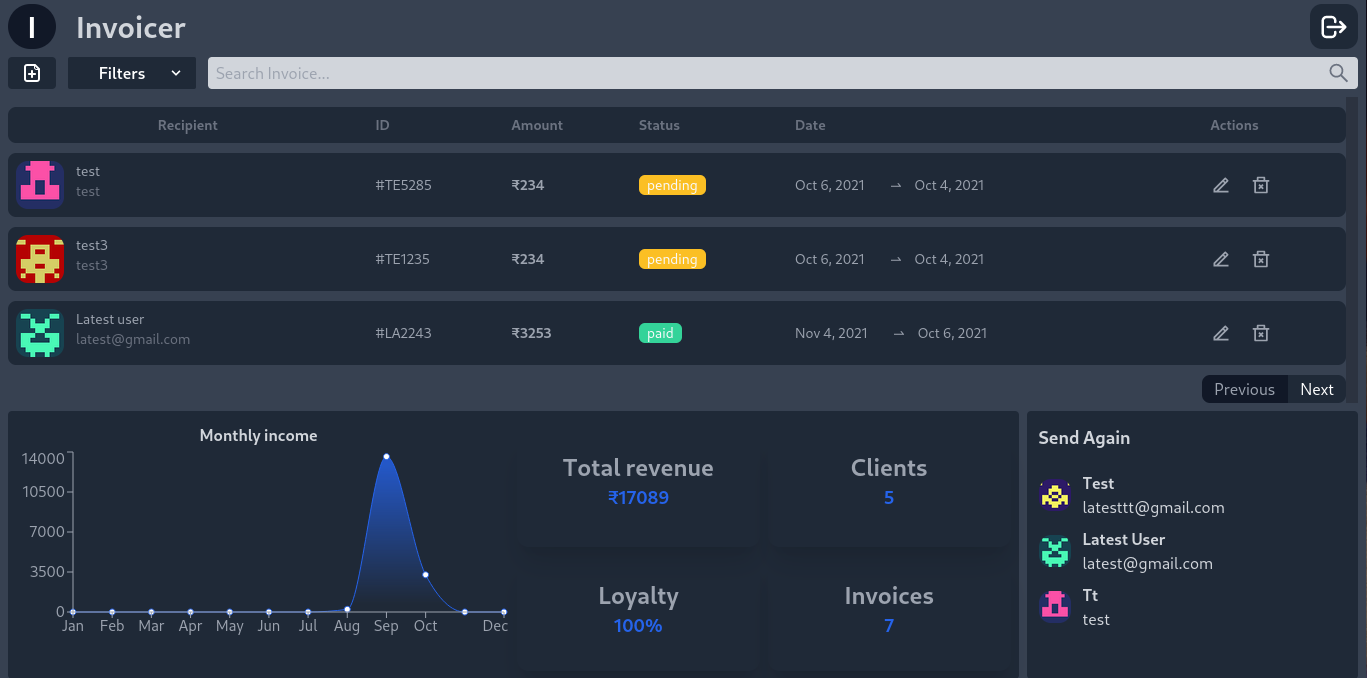 I Invoicer
Filters Search Invoice...
Recipient ID Amount Status Date Actions
test
test
#TE5285 ₹234 pending Oct 6, 2021 → Oct 4, 2021
test3
test3
#TE1235 ₹234 pending Oct 6, 2021 → Oct 4, 2021
Latest user
latest@gmail.com
#LA2243 ₹3253 paid Nov 4, 2021 → Oct 6, 2021
Previous Next
Monthly income
14000
10500
7000
3500
0
Jan Feb Mar Apr May Jun Jul Aug Sep Oct Dec
Total revenue
₹17089
Clients
5
Loyalty
100%
Invoices
7
Send Again
Test
latesttt@gmail.com
Latest User
latest@gmail.com
Tt
test